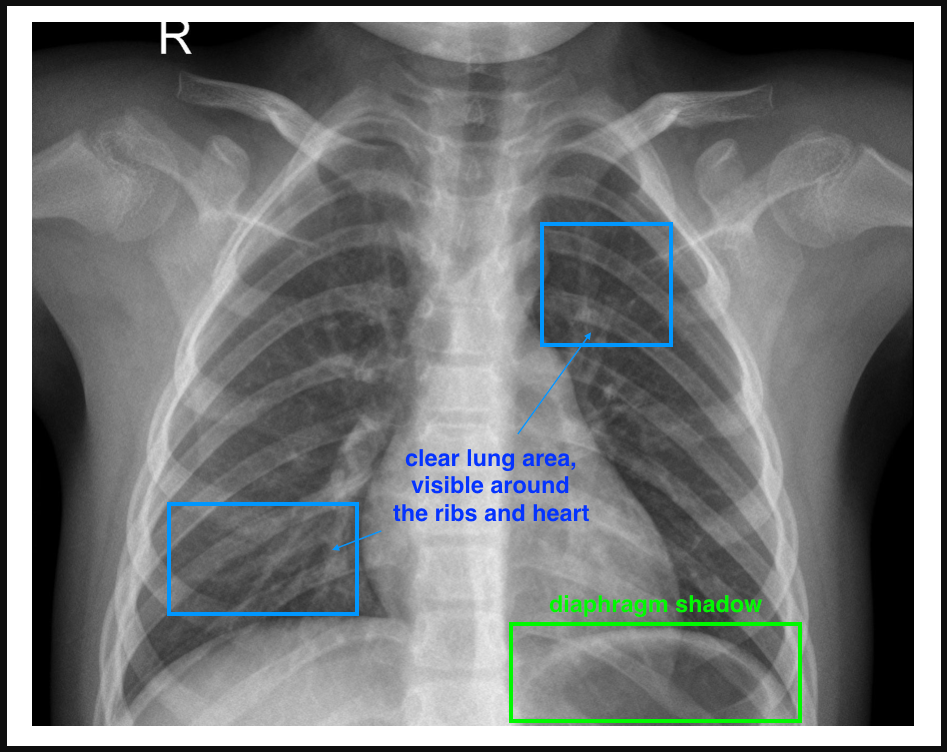 R
clear lung area,
visible around
the ribs and heart
diaphragm shadow